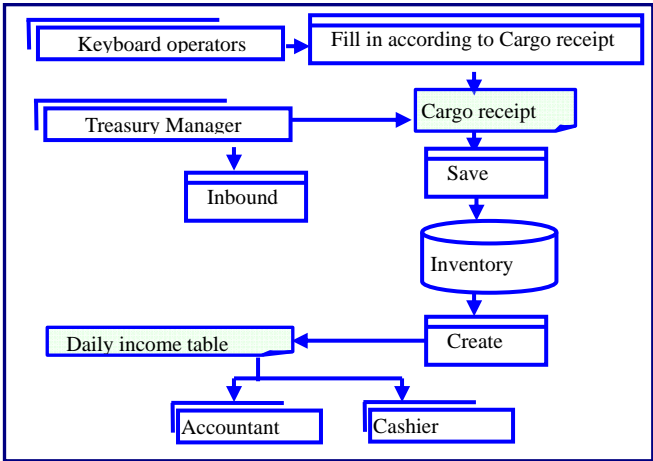 Keyboard operators
Fill in according to Cargo receipt
Cargo receipt
Treasury Manager
Save
Inbound
Inventory
Create
Daily income table
Accountant
Cashier